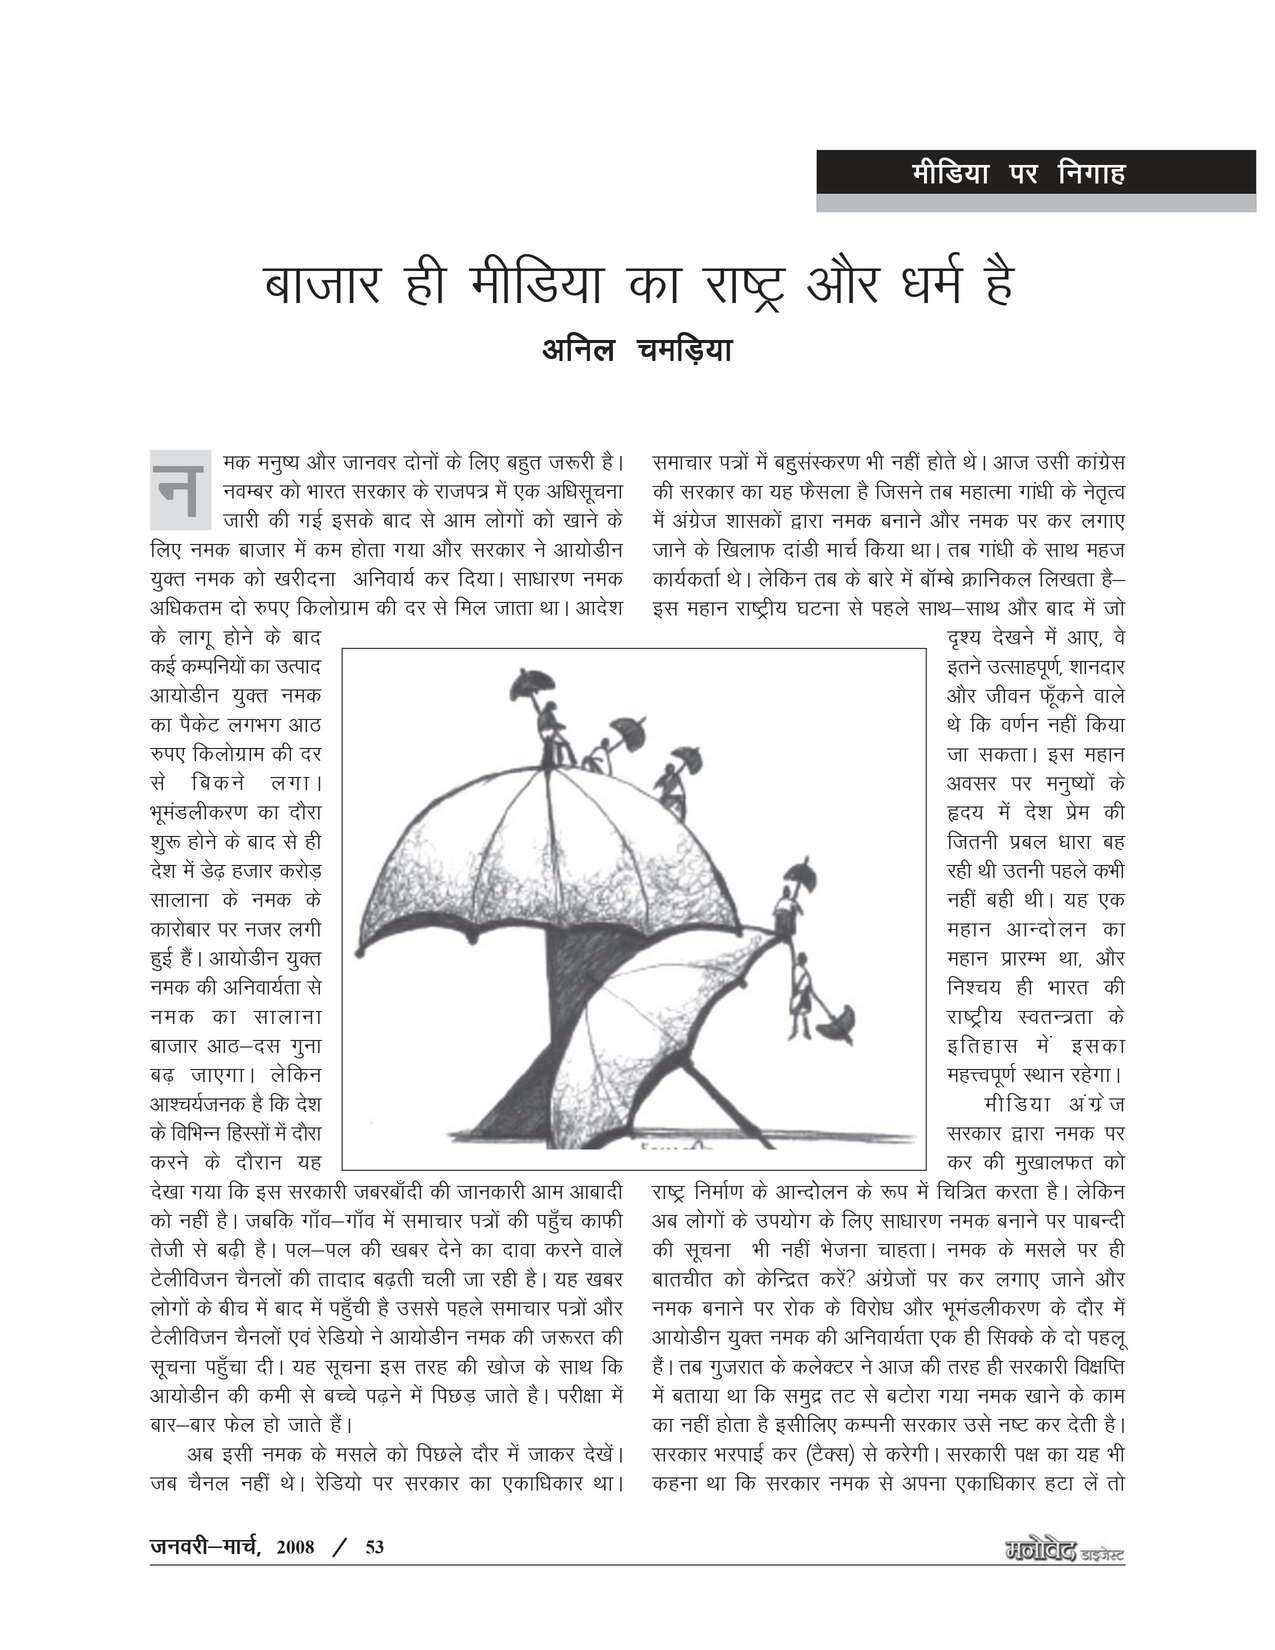 मीडिया पर निगाह
बाजार ही मीडिया का राष्ट्र और धर्म है
अनिल चमड़िया
नमक मनुष्य और जानवर दोनों के लिए बहुत जरूरी है।
नवम्बर को भारत सरकार के राजपत्र में एक अधिसूचना
जारी की गई इसके बाद से आम लोगों को खाने के
लिए नमक बाजार में कम होता गया और सरकार ने आयोडीन
युक्त नमक को खरीदना अनिवार्य कर दिया। साधारण नमक
अधिकतम दो रुपए किलोग्राम की दर से मिल जाता था। आदेश
के लागू होने के बाद
कई कम्पनियों का उत्पाद
आयोडीन युक्त नमक
का पैकेट लगभग आठ
रुपए किलोग्राम की दर
से बिकने लगा।
भूमंडलीकरण का दौरा
शुरू होने के बाद से ही
देश में डेढ़ हजार करोड़
सालाना के नमक के
कारोबार पर नजर लगी
हुई हैं। आयोडीन युक्त
नमक की अनिवार्यता से
नमक का सालाना
बाजार आठ–दस गुना
बढ़ जाएगा। लेकिन
आश्चर्यजनक है कि देश
के विभिन्न हिस्सों में दौरा
करने के दौरान यह
देखा गया कि इस सरकारी जबरबाँदी की जानकारी आम आबादी
को नहीं है। जबकि गाँव–गाँव में समाचार पत्रों की पहुँच काफी
तेजी से बढ़ी है। पल–पल की खबर देने का दावा करने वाले
टेलीविजन चैनलों की तादाद बढ़ती चली जा रही है। यह खबर
लोगों के बीच में बाद में पहुँची है उससे पहले समाचार पत्रों और
टेलीविजन चैनलों एवं रेडियो ने आयोडीन नमक की जरूरत की
सूचना पहुँचा दी। यह सूचना इस तरह की खोज के साथ कि
आयोडीन की कमी से बच्चे पढ़ने में पिछड़ जाते है। परीक्षा में
बार–बार फेल हो जाते हैं।
अब इसी नमक के मसले को पिछले दौर में जाकर देखें।
जब चैनल नहीं थे। रेडियो पर सरकार का एकाधिकार था।
समाचार पत्रों में बहुसंस्करण भी नहीं होते थे। आज उसी कांग्रेस
की सरकार का यह फैसला है जिसने तब महात्मा गांधी के नेतृत्व
में अंग्रेज शासकों द्वारा नमक बनाने और नमक पर कर लगाए
जाने के खिलाफ दांडी मार्च किया था। तब गांधी के साथ महज
कार्यकर्ता थे। लेकिन तब के बारे में बॉम्बे क्रानिकल लिखता है–
इस महान राष्ट्रीय घटना से पहले साथ–साथ और बाद में जो
दृश्य देखने में आए, वे
इतने उत्साहपूर्ण, शानदार
और जीवन फूँकने वाले
थे कि वर्णन नहीं किया
जा सकता। इस महान
अवसर पर मनुष्यों के
हृदय में देश प्रेम की
जितनी प्रबल धारा बह
रही थी उतनी पहले कभी
नहीं बही थी। यह एक
महान आन्दोलन का
महान प्रारम्भ था, और
निश्चय ही भारत की
राष्ट्रीय स्वतन्त्रता के
इतिहास में इसका
महत्त्वपूर्ण स्थान रहेगा।
मीडिया अंग्रेज
सरकार द्वारा नमक पर
कर की मुखालफत को
राष्ट्र निर्माण के आन्दोलन के रूप में चित्रित करता है। लेकिन
अब लोगों के उपयोग के लिए साधारण नमक बनाने पर पाबन्दी
की सूचना भी नहीं भेजना चाहता। नमक के मसले पर ही
बातचीत को केन्द्रित करें? अंग्रेजों पर कर लगाए जाने और
नमक बनाने पर रोक के विरोध और भूमंडलीकरण के दौर में
आयोडीन युक्त नमक की अनिवार्यता एक ही सिक्के के दो पहलू
हैं। तब गुजरात के कलेक्टर ने आज की तरह ही सरकारी विक्षप्ति
में बताया था कि समुद्र तट से बटोरा गया नमक खाने के काम
का नहीं होता है इसीलिए कम्पनी सरकार उसे नष्ट कर देती है।
सरकार भरपाई कर (टैक्स) से करेगी। सरकारी पक्ष का यह भी
कहना था कि सरकार नमक से अपना एकाधिकार हटा लें तो
जनवरी–मार्च, 2008 / 53
मनोवेद डाइजेस्ट